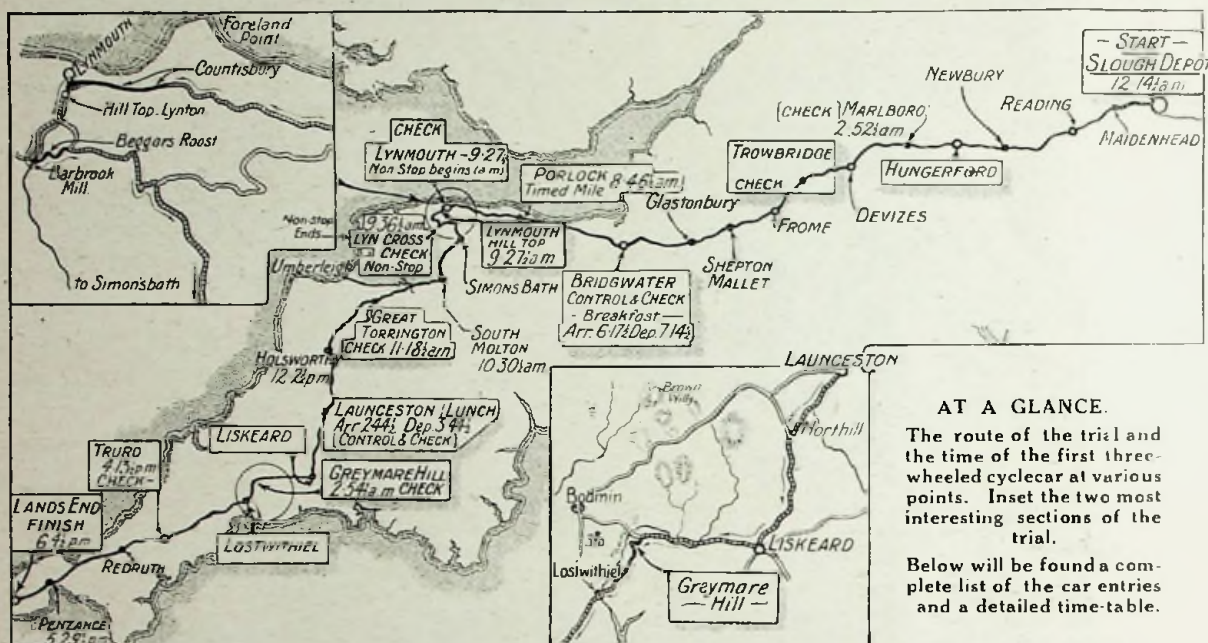 LYNMOUTH
Foreland
Point
Countisbury
Hill Top. Lynton
Beggars Roost
Barbrook
Mill
to Simonsbath
— START —
SLOUGH DEPOT
12.14½am
MAIDENHEAD
READING
NEWBURY
HUNGERFORD
(CHECK) MARLBORO'
2.52½am
DEVIZES
TROWBRIDGE
CHECK
FROME
SHEPTON
MALLET
Glastonbury
BRIDGWATER
CONTROL & CHECK
- Breakfast -
Arr. 6.17½ Dep. 7.14½
PORLOCK 8.46½am
Timed Mile
CHECK
LYNMOUTH - 9.27
Non Stop begins (a m)
LYNMOUTH
HILL TOP
9.27½am
Non-Stop
Ends
9.36½am
LYN CROSS
CHECK
Non-Stop
SIMONS BATH
Umberleigh
SOUTH
MOLTON
10.30½am
GREAT
TORRINGTON
CHECK 11.18½am
HOLSWORTHY
12.2½pm
LAUNCESTON (LUNCH)
Arr. 2.44½ Dep. 3.44½
(CONTROL & CHECK)
LISKEARD
GREYMARE HILL
2.54½a.m CHECK
LOSTWITHIEL
TRURO
4.13½pm
CHECK -
REDRUTH
LANDS END
FINISH
6.4½pm
PENZANCE
5.29½pm
LAUNCESTON
Brown
Willy
Northill
Bodmin
Lostwithiel
LISKEARD
Greymare
— Hill —
AT A GLANCE.
The route of the trial and
the time of the first three-
wheeled cyclecar at various
points. Inset the two most
interesting sections of the
trial.
Below will be found a com-
plete list of the car entries
and a detailed time-table.